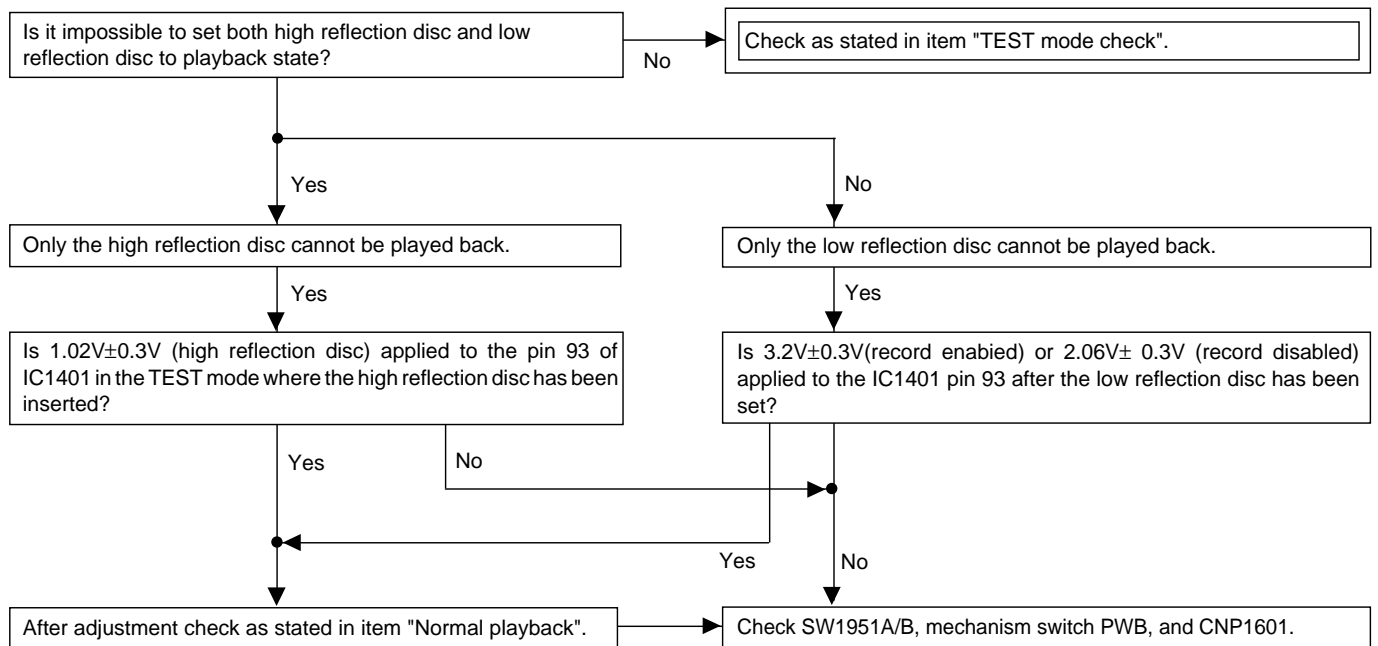 Is it impossible to set both high reflection disc and low
reflection disc to playback state?
No
Check as stated in item "TEST mode check".
Yes
No
Only the high reflection disc cannot be played back.
Only the low reflection disc cannot be played back.
Yes
Yes
Is 1.02V±0.3V (high reflection disc) applied to the pin 93 of
IC1401 in the TEST mode where the high reflection disc has been
inserted?
Is 3.2V±0.3V(record enabied) or 2.06V± 0.3V (record disabled)
applied to the IC1401 pin 93 after the low reflection disc has been
set?
Yes
No
Yes
No
After adjustment check as stated in item "Normal playback".
Check SW1951A/B, mechanism switch PWB, and CNP1601.